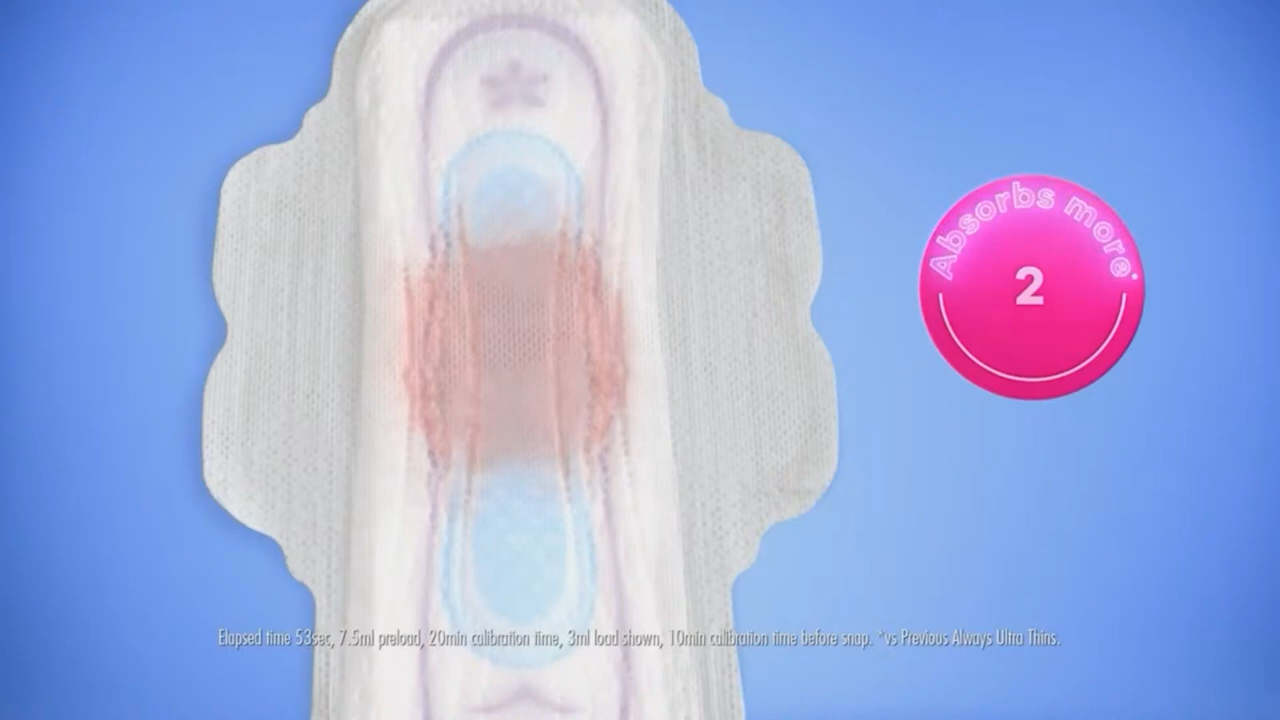 Absorbs more*
2
Elapsed time 53sec, 7.5ml preload, 20min calibration time, 3ml load shown, 10min calibration time before snap. *vs Previous Always Ultra Thins.